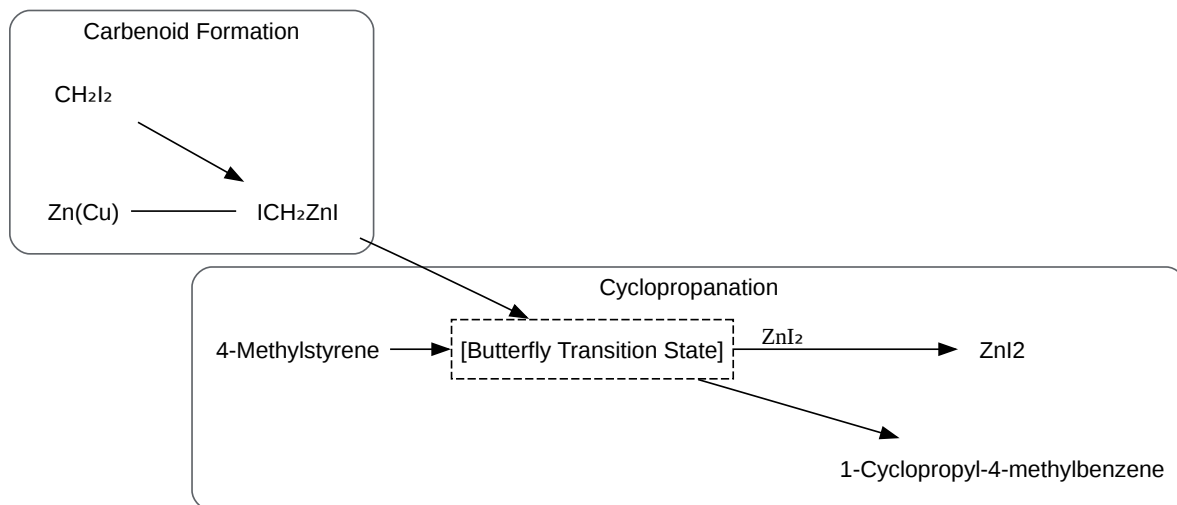 Carbenoid Formation
CH₂I₂
Zn(Cu)
ICH₂ZnI
Cyclopropanation
4-Methylstyrene
[Butterfly Transition State]
ZnI₂
ZnI2
1-Cyclopropyl-4-methylbenzene